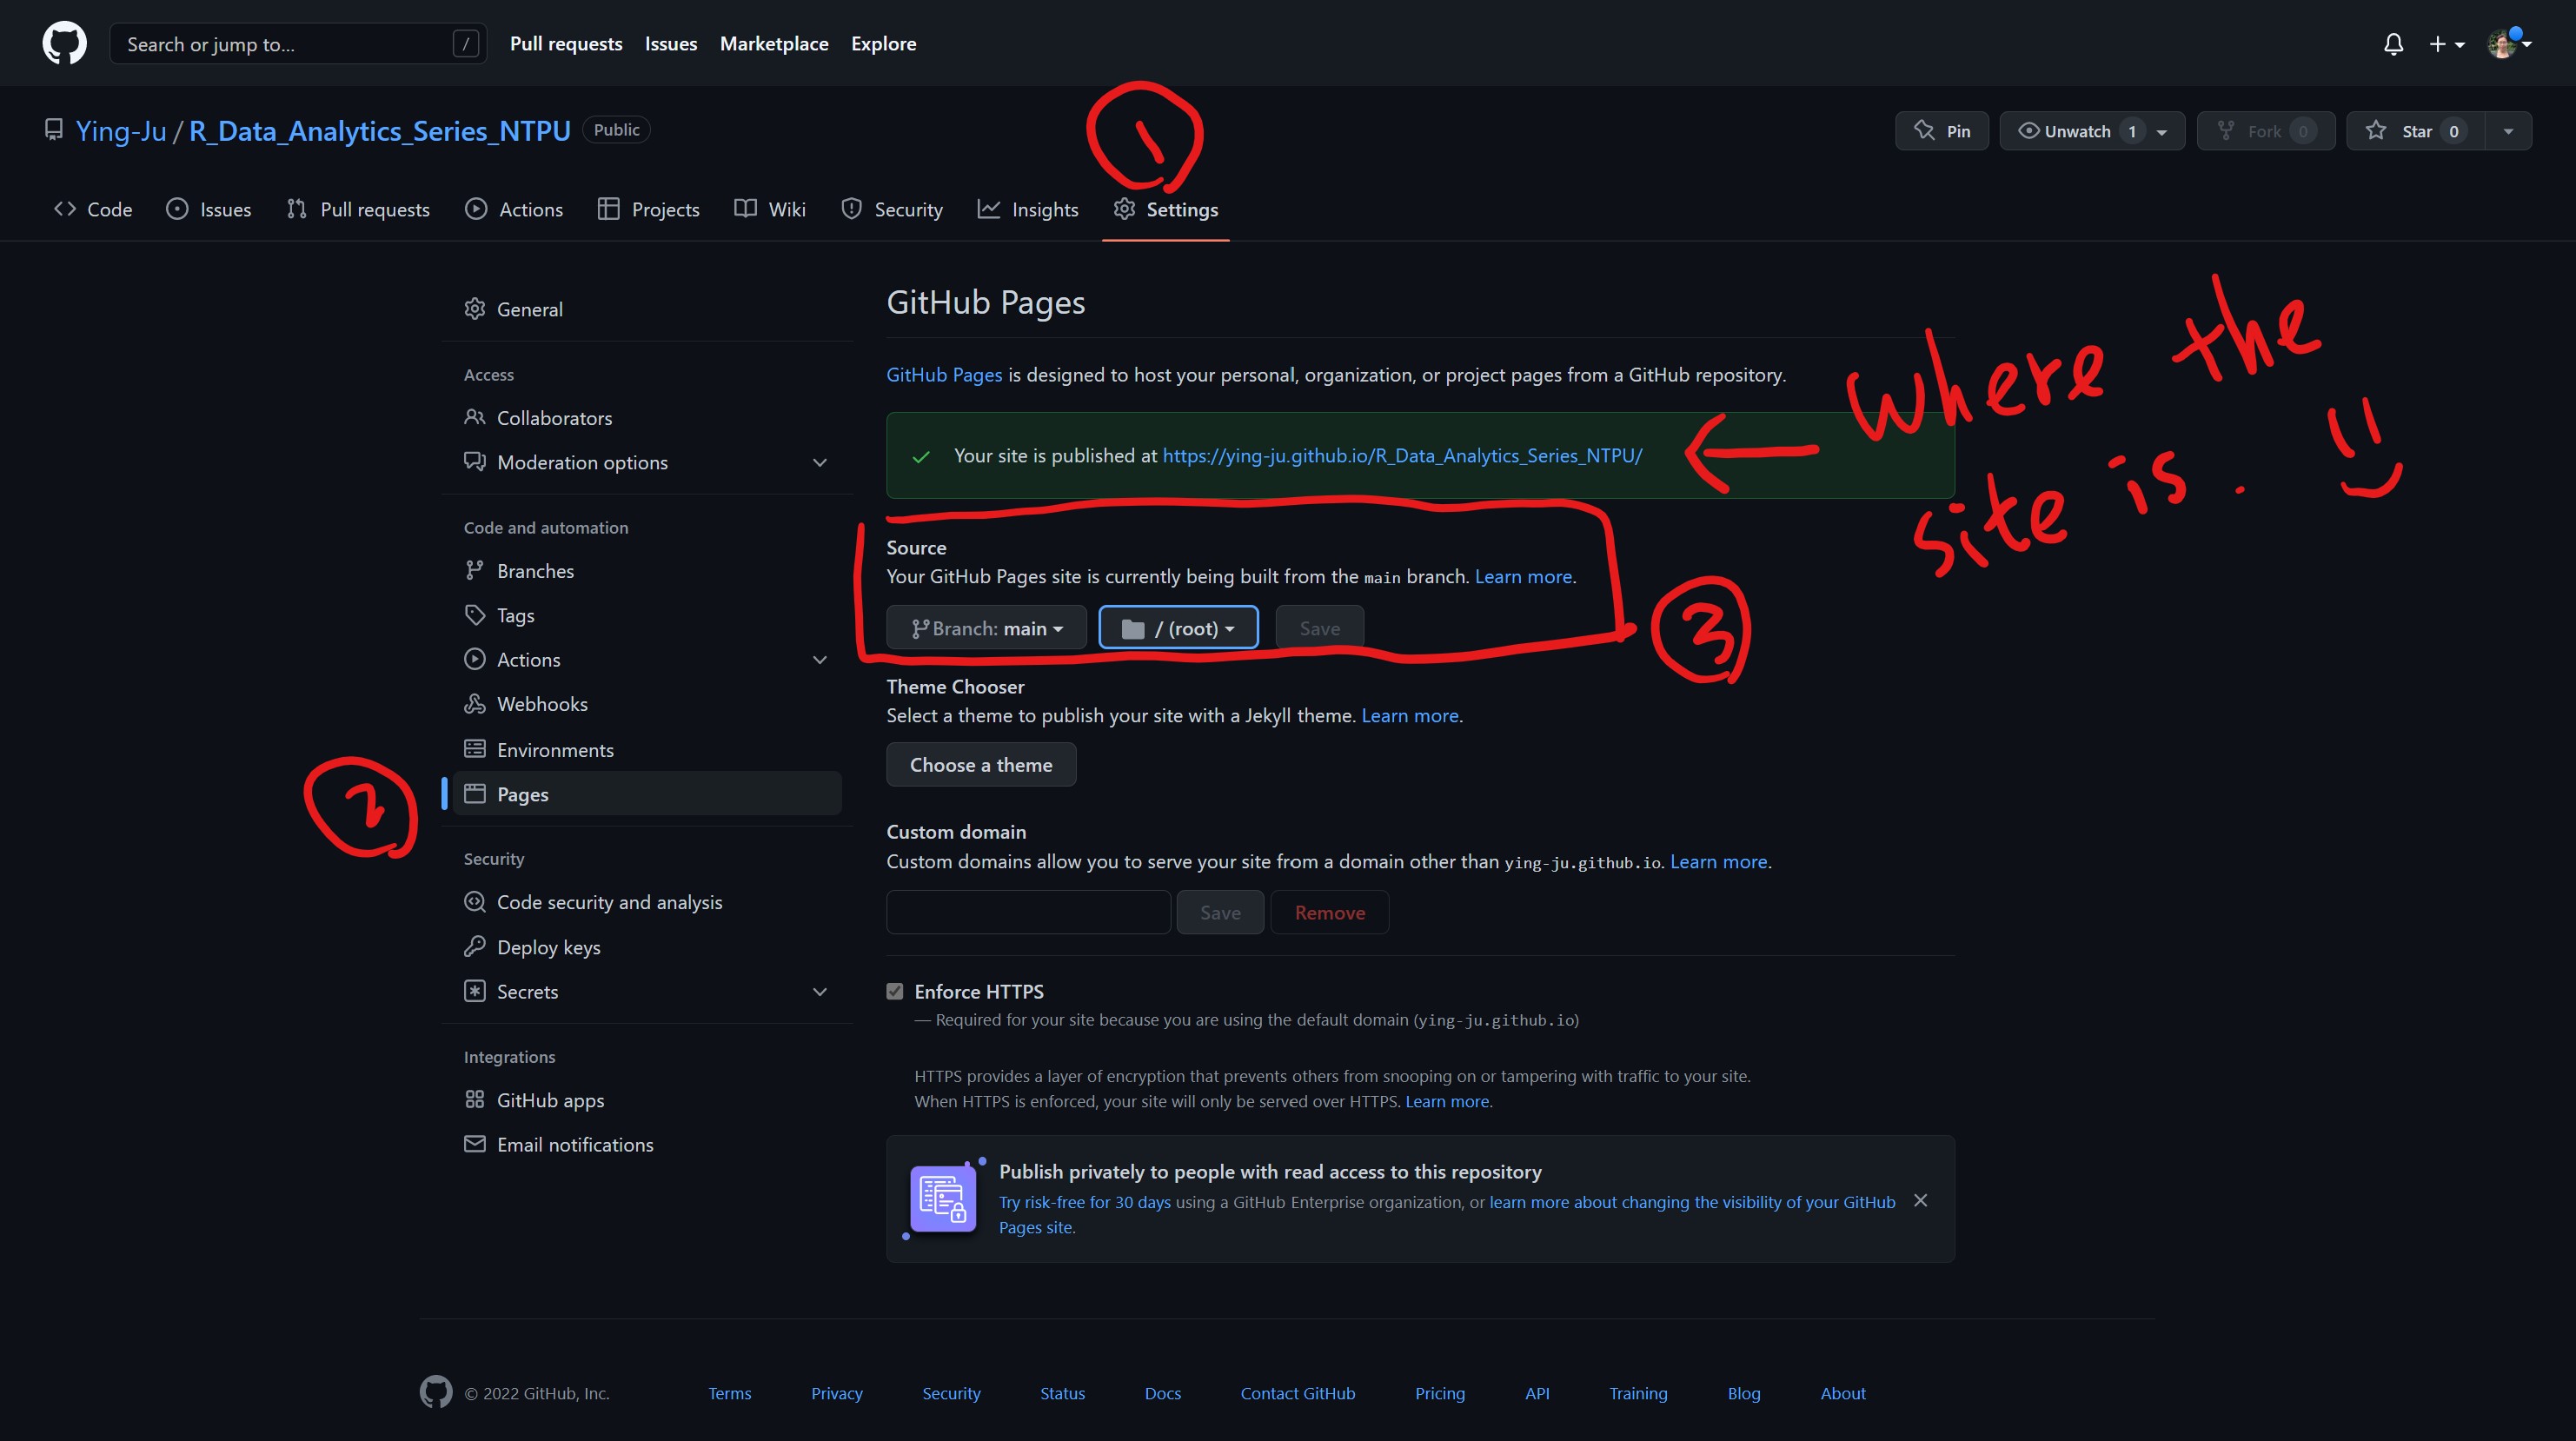 Search or jump to... /
Pull requests Issues Marketplace Explore
Ying-Ju / R_Data_Analytics_Series_NTPU Public
1
Pin Unwatch 1 Fork 0 Star 0
Code Issues Pull requests Actions Projects Wiki Security Insights Settings
General
Access
Collaborators
Moderation options
Code and automation
Branches
Tags
Actions
Webhooks
Environments
2
Pages
Security
Code security and analysis
Deploy keys
Secrets
Integrations
GitHub apps
Email notifications
GitHub Pages
GitHub Pages is designed to host your personal, organization, or project pages from a GitHub repository.
Your site is published at https://ying-ju.github.io/R_Data_Analytics_Series_NTPU/
Where the
site is.
Source
Your GitHub Pages site is currently being built from the main branch. Learn more.
Branch: main / (root) Save
3
Theme Chooser
Select a theme to publish your site with a Jekyll theme. Learn more.
Choose a theme
Custom domain
Custom domains allow you to serve your site from a domain other than ying-ju.github.io. Learn more.
Save Remove
Enforce HTTPS
— Required for your site because you are using the default domain (ying-ju.github.io)
HTTPS provides a layer of encryption that prevents others from snooping on or tampering with traffic to your site.
When HTTPS is enforced, your site will only be served over HTTPS. Learn more.
Publish privately to people with read access to this repository
Try risk-free for 30 days using a GitHub Enterprise organization, or learn more about changing the visibility of your GitHub
Pages site.
© 2022 GitHub, Inc. Terms Privacy Security Status Docs Contact GitHub Pricing API Training Blog About